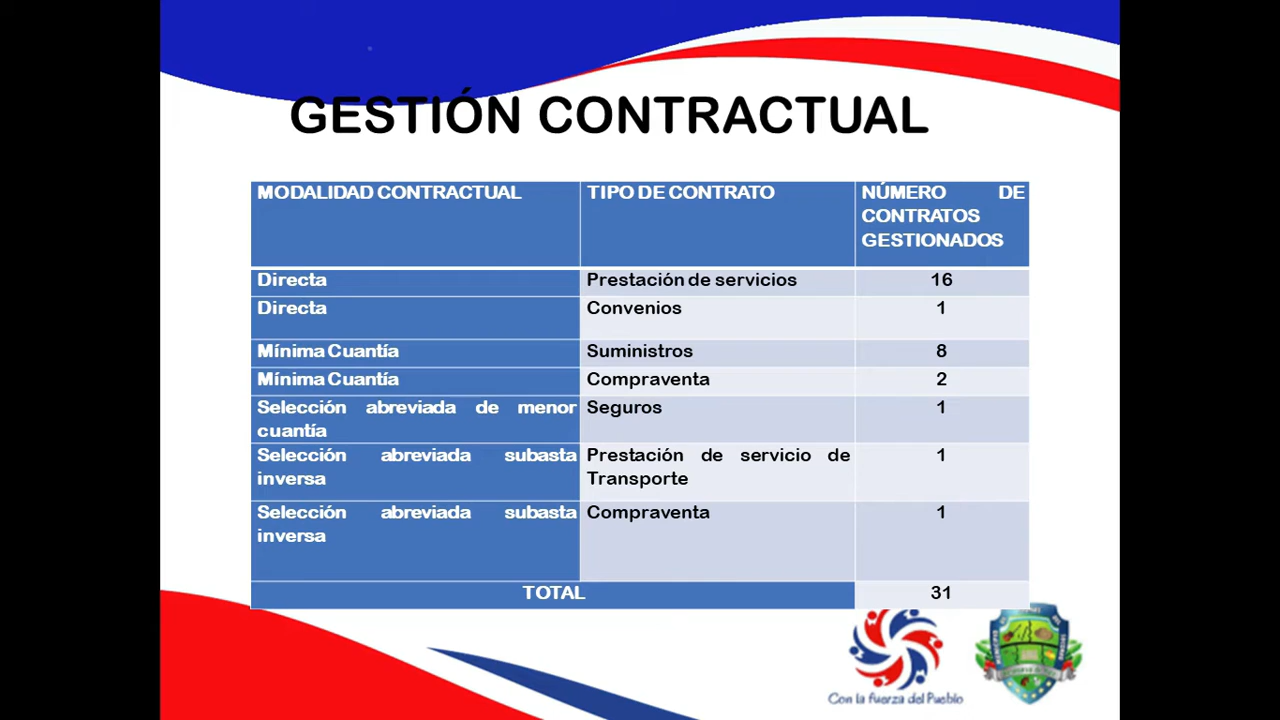 GESTIÓN CONTRACTUAL
MODALIDAD CONTRACTUAL TIPO DE CONTRATO NÚMERO DE
CONTRATOS
GESTIONADOS
Directa Prestación de servicios 16
Directa Convenios 1
Mínima Cuantía Suministros 8
Mínima Cuantía Compraventa 2
Selección abreviada de menor Seguros 1
cuantía
Selección abreviada subasta Prestación de servicio de 1
inversa Transporte
Selección abreviada subasta Compraventa 1
inversa
TOTAL 31
Con la fuerza del Pueblo